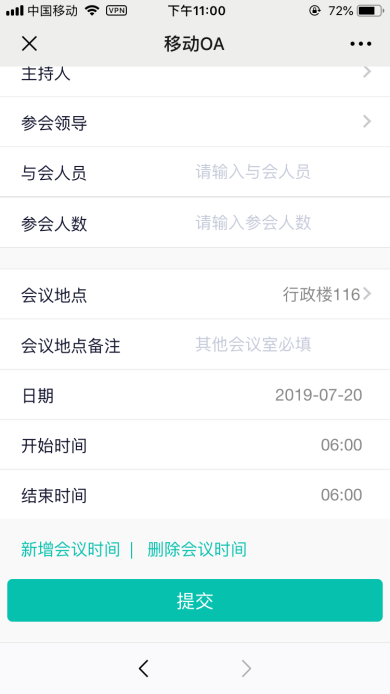 中国移动 VPN 下午11:00 72%
移动OA
主持人
参会领导
与会人员 请输入与会人员
参会人数 请输入参会人数
会议地点 行政楼116
会议地点备注 其他会议室必填
日期 2019-07-20
开始时间 06:00
结束时间 06:00
新增会议时间 | 删除会议时间
提交